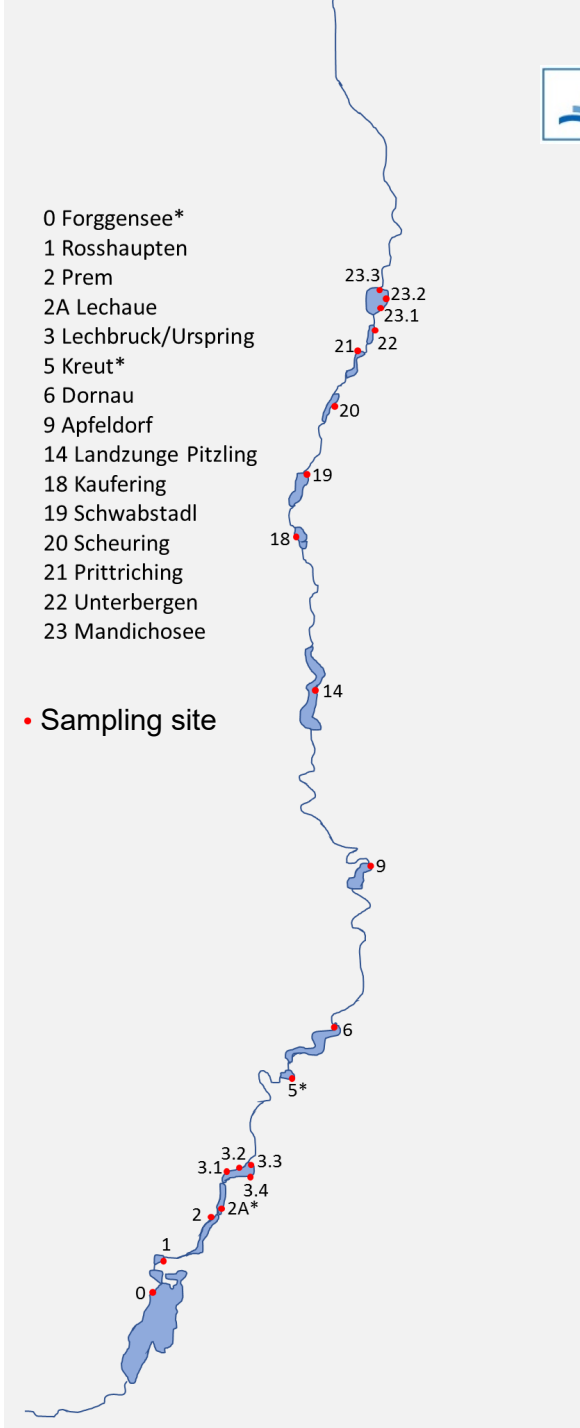 0 Forggensee*
1 Rosshaupten
2 Prem
2A Lechaue
3 Lechbruck/Urspring
5 Kreut*
6 Dornau
9 Apfeldorf
14 Landzunge Pitzling
18 Kaufering
19 Schwabstadl
20 Scheuring
21 Prittriching
22 Unterbergen
23 Mandichosee
Sampling site
23.3
23.2
23.1
22
21
20
19
18
14
9
6
5*
3.2
3.3
3.1
3.4
2A*
2
1
0